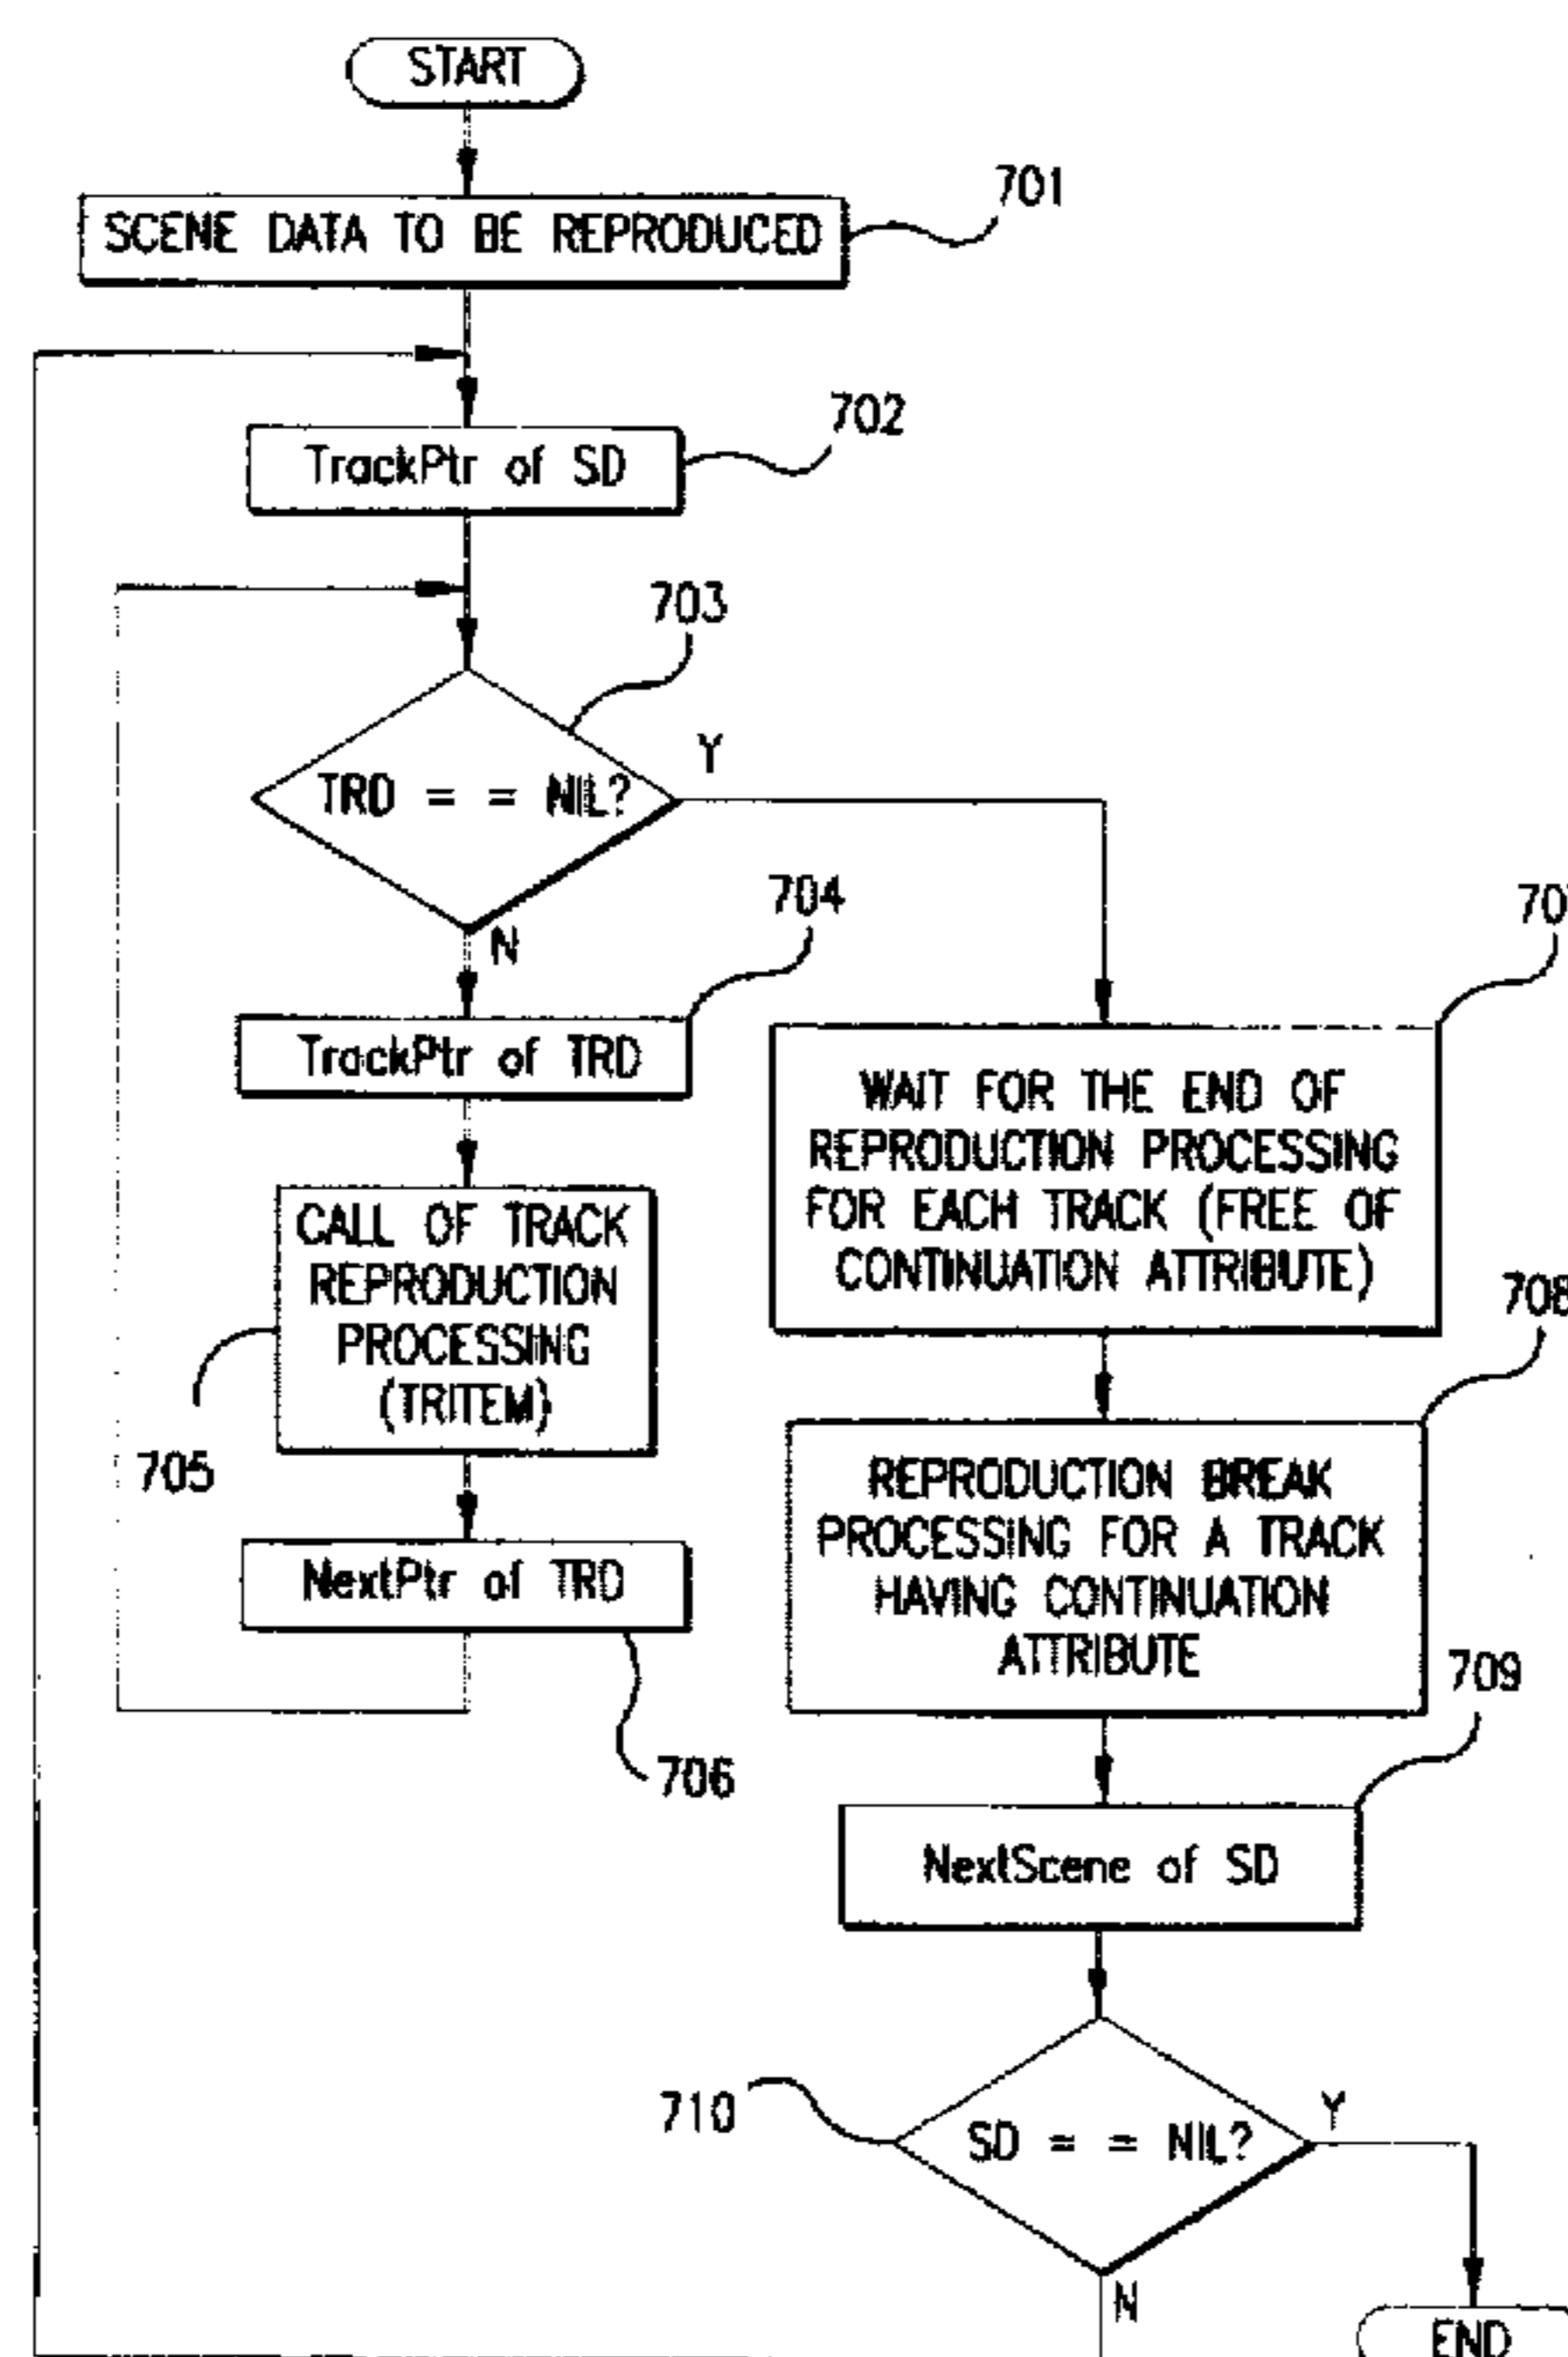 START
SCENE DATA TO BE REPRODUCED
701
TrackPtr of SD
702
703
TRD = = NIL?
Y
N
704
TrackPtr of TRD
CALL OF TRACK
REPRODUCTION
PROCESSING
(TRITEM)
705
NextPtr of TRD
706
WAIT FOR THE END OF
REPRODUCTION PROCESSING
FOR EACH TRACK (FREE OF
CONTINUATION ATTRIBUTE)
708
REPRODUCTION BREAK
PROCESSING FOR A TRACK
HAVING CONTINUATION
ATTRIBUTE
709
NextScene of SD
710
SD = = NIL?
Y
N
END